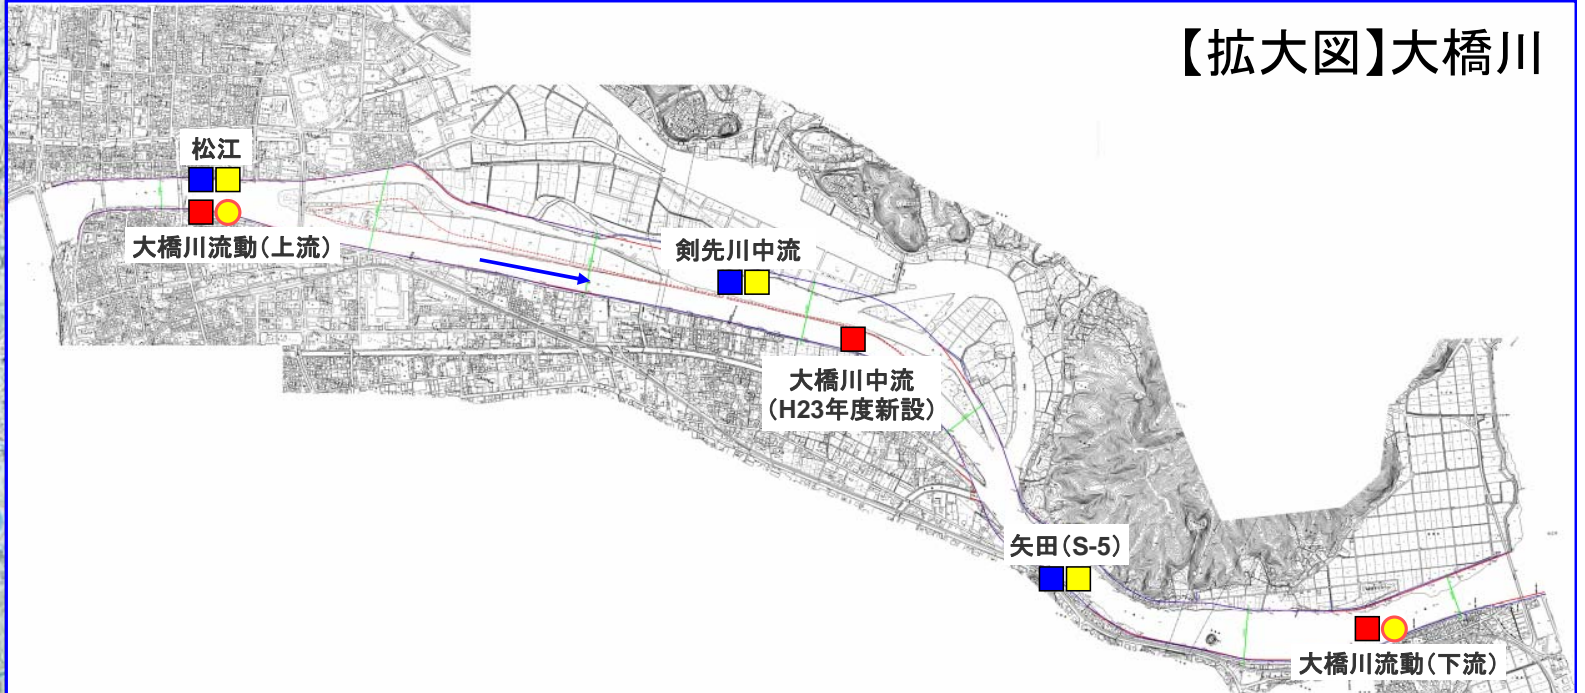 【拡大図】大橋川
松江
大橋川流動(上流)
剣先川中流
大橋川中流
(H23年度新設)
矢田(S-5)
大橋川流動(下流)